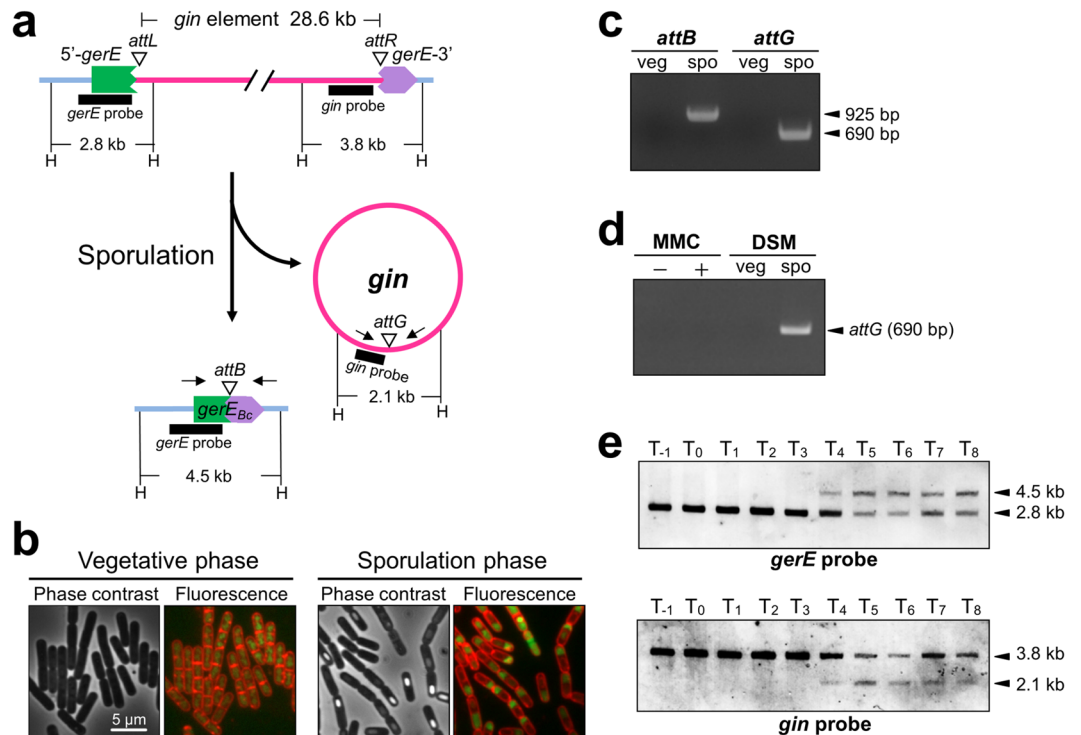 a
gin element 28.6 kb
5'-gerE
attL
attR
gerE-3'
gerE probe
gin probe
2.8 kb
3.8 kb
H
H
H
H
Sporulation
gin
attG
gin probe
2.1 kb
H
H
attB
gerE_Bc
gerE probe
4.5 kb
H
H
b
Vegetative phase
Sporulation phase
Phase contrast
Fluorescence
Phase contrast
Fluorescence
5 µm
c
attB
attG
veg
spo
veg
spo
925 bp
690 bp
d
MMC
DSM
−
+
veg
spo
attG (690 bp)
e
T-1 T0 T1 T2 T3 T4 T5 T6 T7 T8
4.5 kb
2.8 kb
gerE probe
T-1 T0 T1 T2 T3 T4 T5 T6 T7 T8
3.8 kb
2.1 kb
gin probe